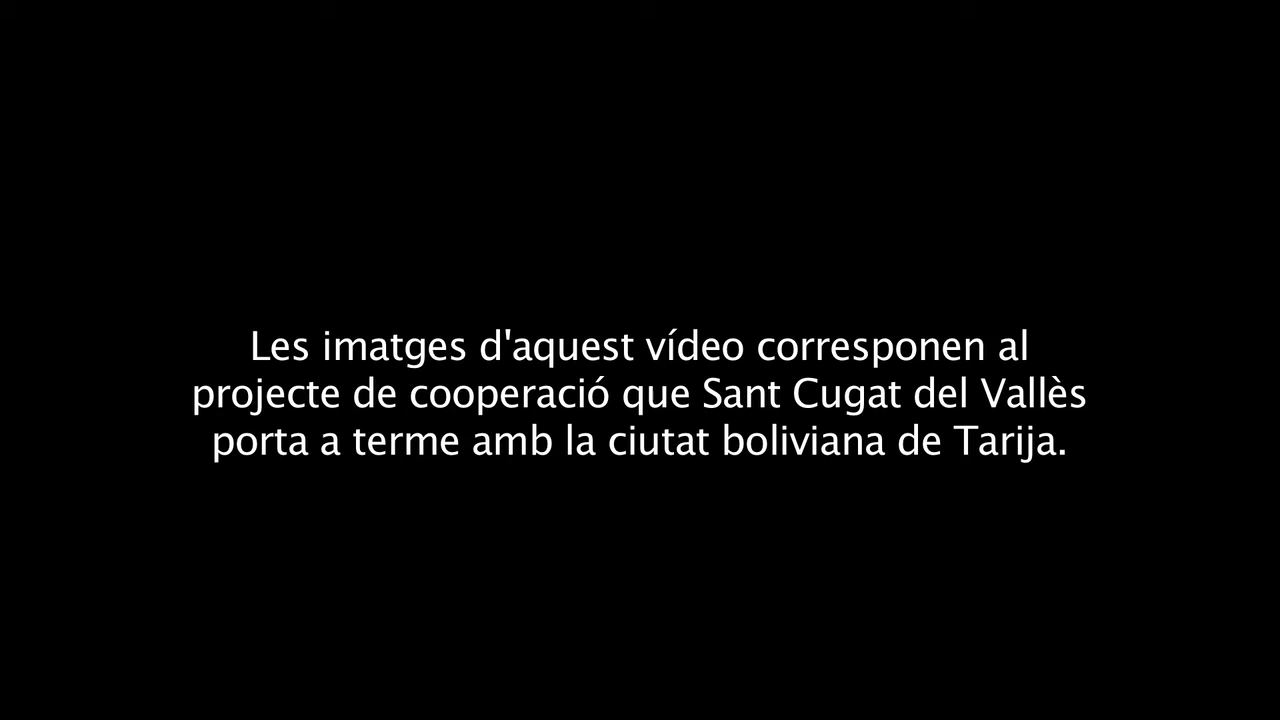 Les imatges d'aquest vídeo corresponen al
projecte de cooperació que Sant Cugat del Vallès
porta a terme amb la ciutat boliviana de Tarija.